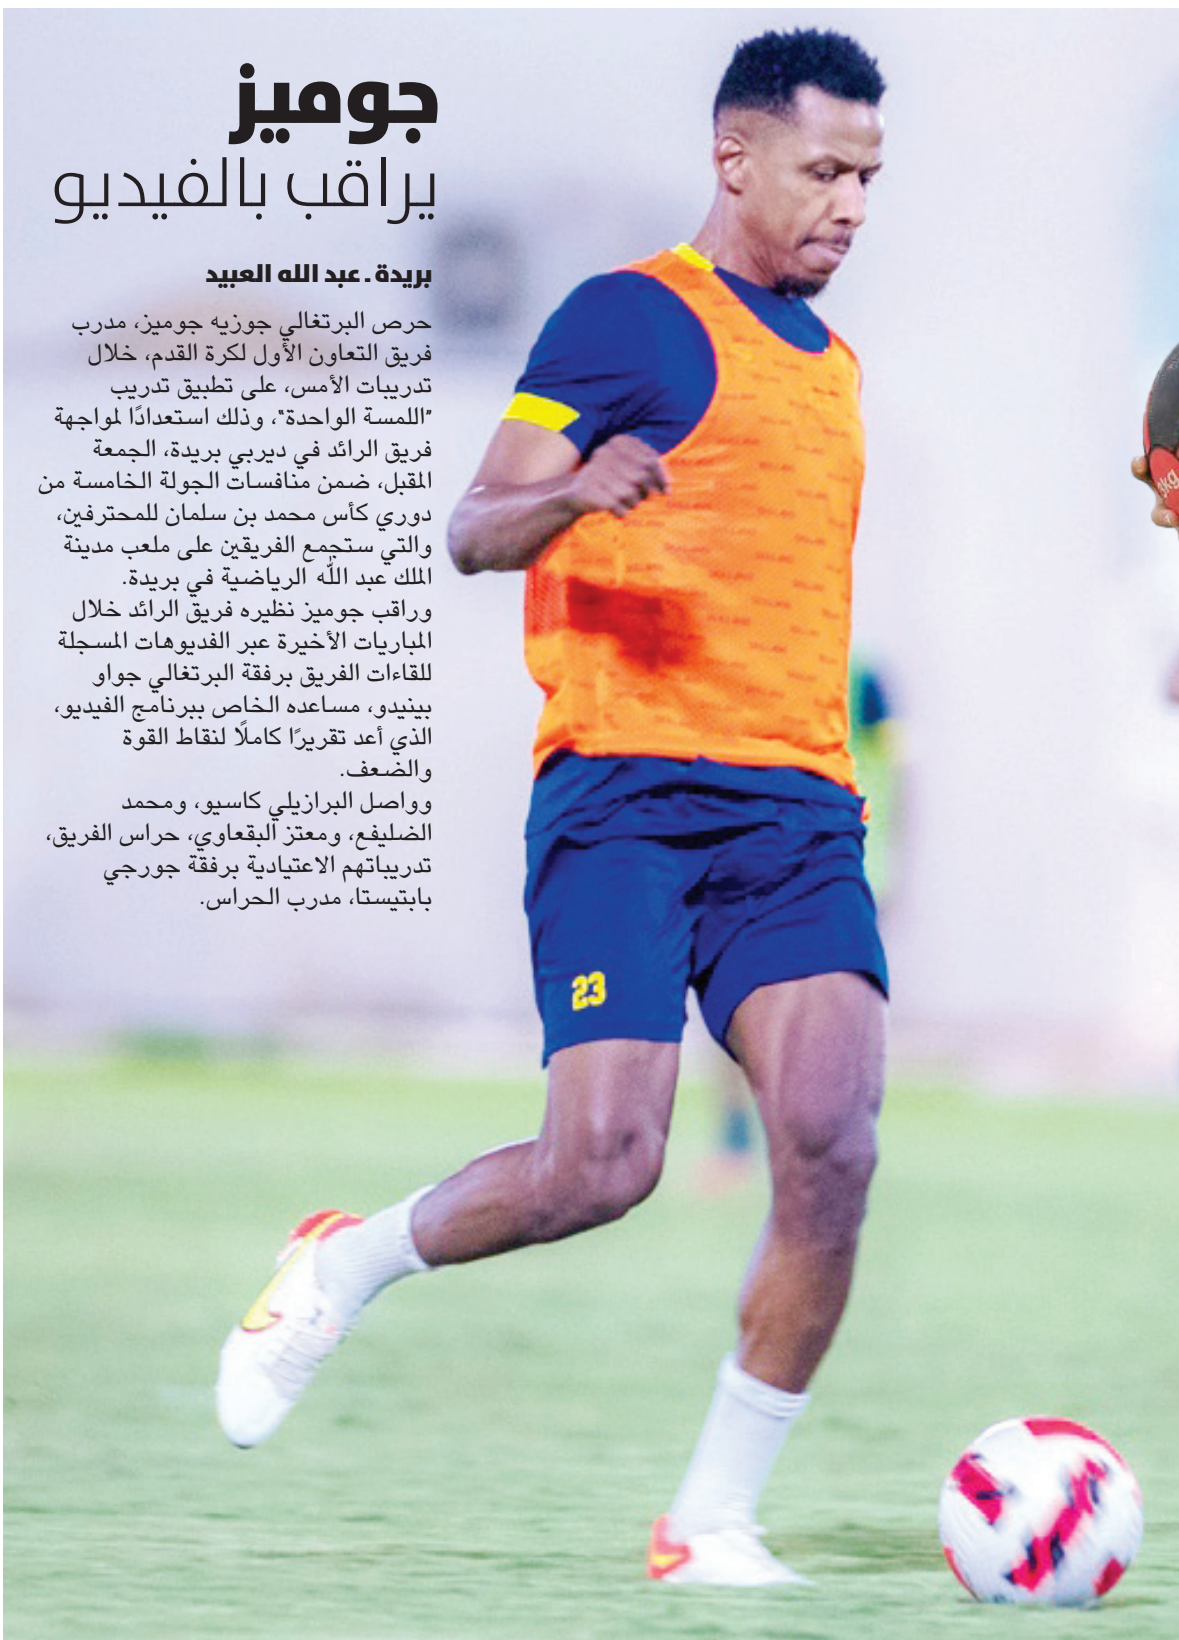 جوميز
يراقب بالفيديو
بريدة ـ عبد الله العبيد
حرص البرتغالي جوزيه جوميز، مدرب
فريق التعاون الأول لكرة القدم، خلال
تدريبات الأمس، على تطبيق تدريب
"اللمسة الواحدة"، وذلك استعدادًا لمواجهة
فريق الرائد في ديربي بريدة، الجمعة
المقبل، ضمن منافسات الجولة الخامسة من
دوري كأس محمد بن سلمان للمحترفين،
والتي ستجمع الفريقين على ملعب مدينة
الملك عبد الله الرياضية في بريدة.
وراقب جوميز نظيره فريق الرائد خلال
المباريات الأخيرة عبر الفديوهات المسجلة
للقاءات الفريق برفقة البرتغالي جواو
بينيدو، مساعده الخاص ببرنامج الفيديو،
الذي أعد تقريرًا كاملًا لنقاط القوة
والضعف.
وواصل البرازيلي كاسيو، ومحمد
الضليفع، ومعتز البقعاوي، حراس الفريق،
تدريباتهم الاعتيادية برفقة جورجي
بابتيستا، مدرب الحراس.
23
kg